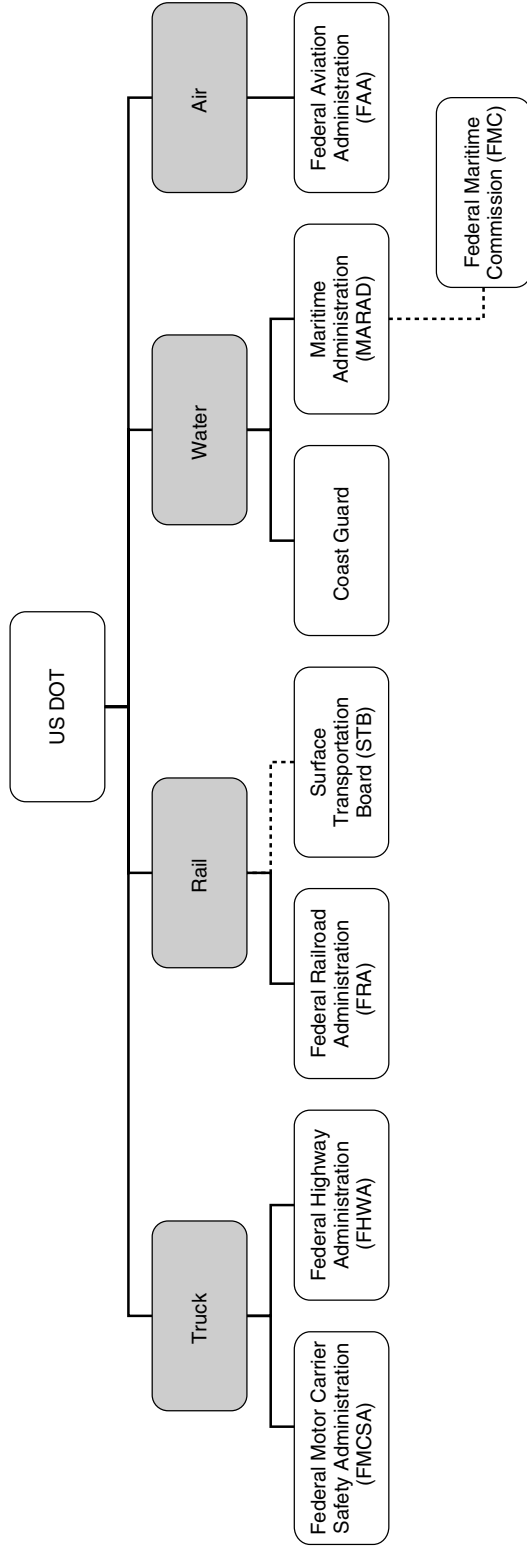 US DOT
Truck
Rail
Water
Air
Federal Motor Carrier
Safety Administration
(FMCSA)
Federal Highway
Administration
(FHWA)
Federal Railroad
Administration
(FRA)
Surface
Transportation
Board (STB)
Coast Guard
Maritime
Administration
(MARAD)
Federal Aviation
Administration
(FAA)
Federal Maritime
Commission (FMC)